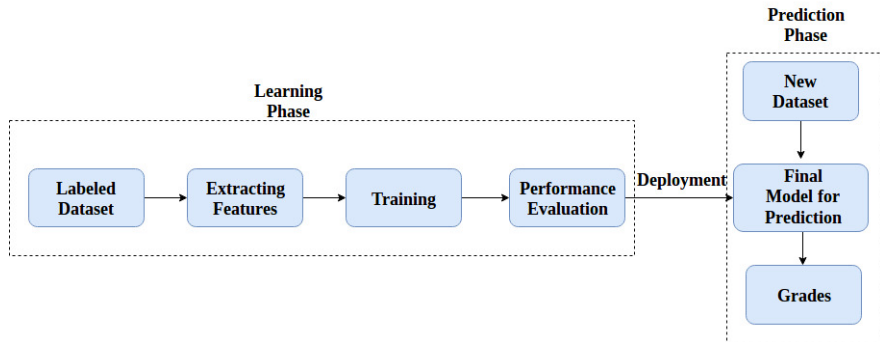 Learning
Phase
Labeled
Dataset
Extracting
Features
Training
Performance
Evaluation
Deployment
Prediction
Phase
New
Dataset
Final
Model for
Prediction
Grades